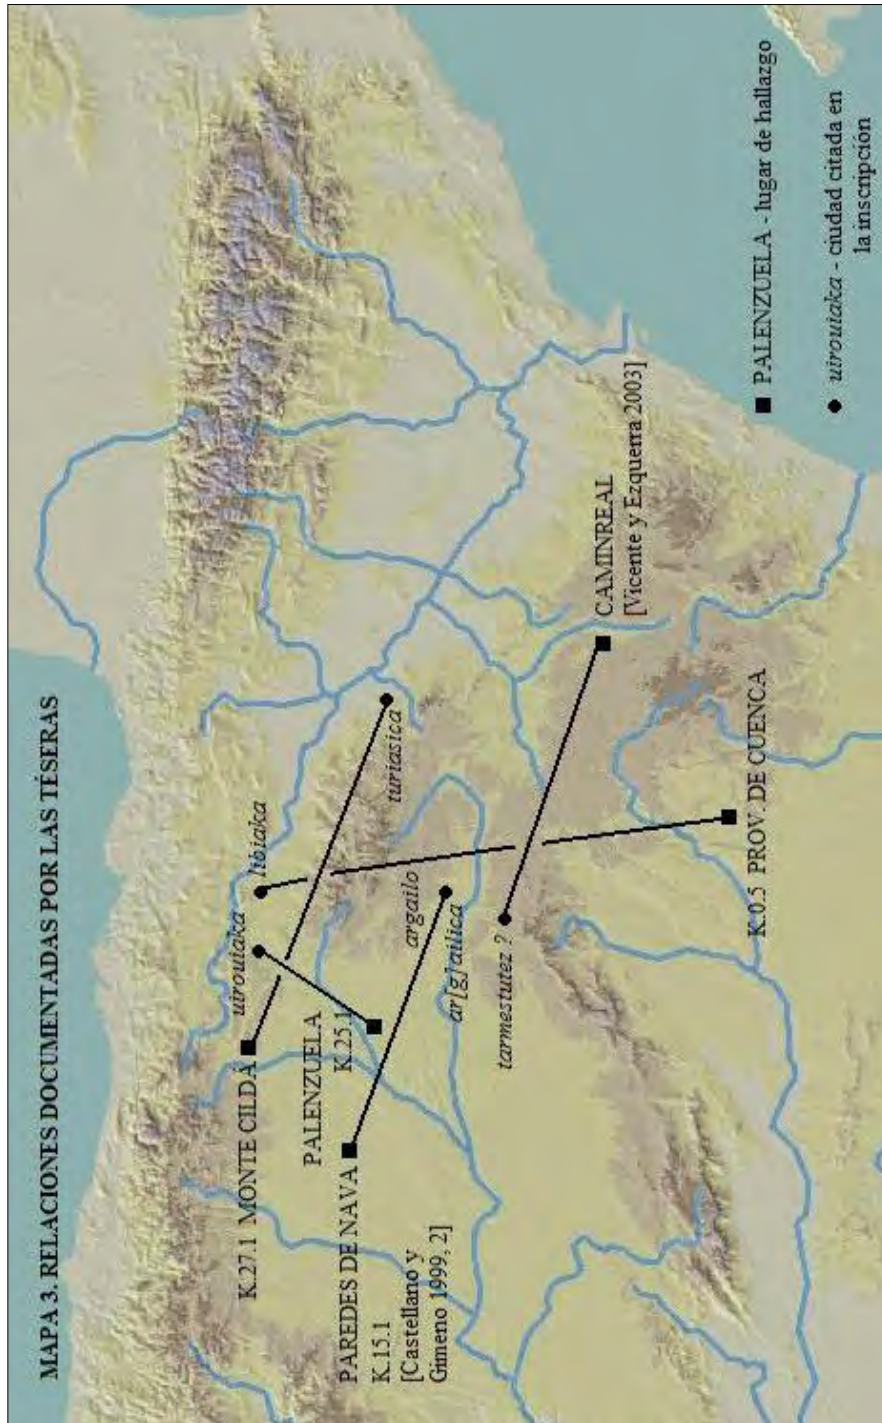 MAPA 3. RELACIONES DOCUMENTADAS POR LAS TÉSERAS
K.27.1 MONTE CILDÁ
uirouiaka
libiaka
PALENZUELA
K.25.1
turiasica
PAREDES DE NAVA
K.15.1
[Castellano y
Gimeno 1999, 2]
argailo
ar[g]ailica
tarmestutez ?
CAMINREAL
[Vicente y Ezquerra 2003]
K.0.5 PROV. DE CUENCA
PALENZUELA - lugar de hallazgo
uirouiaka - ciudad citada en
la inscripción